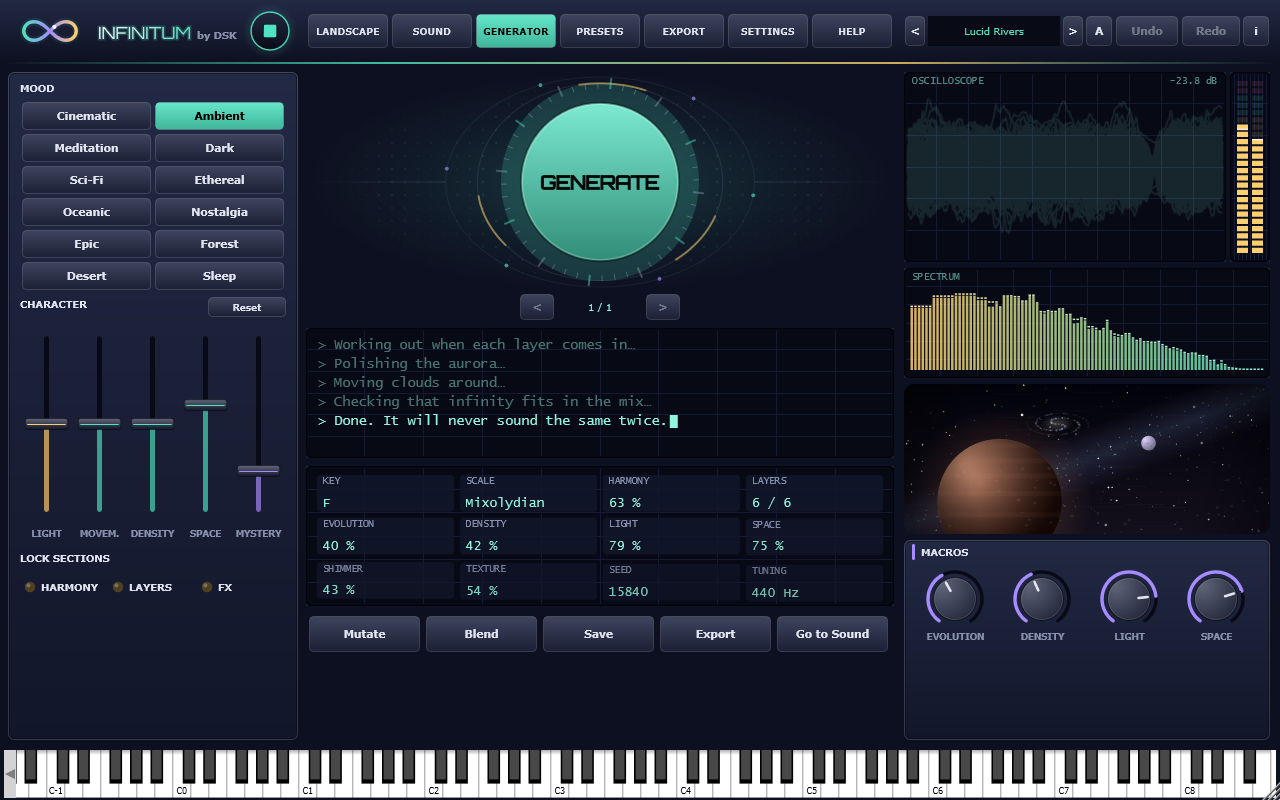 INFINITUM by DSK
LANDSCAPE
SOUND
GENERATOR
PRESETS
EXPORT
SETTINGS
HELP
<
Lucid Rivers
>
A
Undo
Redo
i
MOOD
Cinematic
Ambient
Meditation
Dark
Sci-Fi
Ethereal
Oceanic
Nostalgia
Epic
Forest
Desert
Sleep
CHARACTER
Reset
LIGHT
MOVEM.
DENSITY
SPACE
MYSTERY
LOCK SECTIONS
HARMONY
LAYERS
FX
GENERATE
<
1 / 1
>
> Working out when each layer comes in…
> Polishing the aurora…
> Moving clouds around…
> Checking that infinity fits in the mix…
> Done. It will never sound the same twice.
KEY
F
SCALE
Mixolydian
HARMONY
63 %
LAYERS
6 / 6
EVOLUTION
40 %
DENSITY
42 %
LIGHT
79 %
SPACE
75 %
SHIMMER
43 %
TEXTURE
54 %
SEED
15840
TUNING
440 Hz
Mutate
Blend
Save
Export
Go to Sound
OSCILLOSCOPE
-23.8 dB
SPECTRUM
MACROS
EVOLUTION
DENSITY
LIGHT
SPACE
C-1
C0
C1
C2
C3
C4
C5
C6
C7
C8